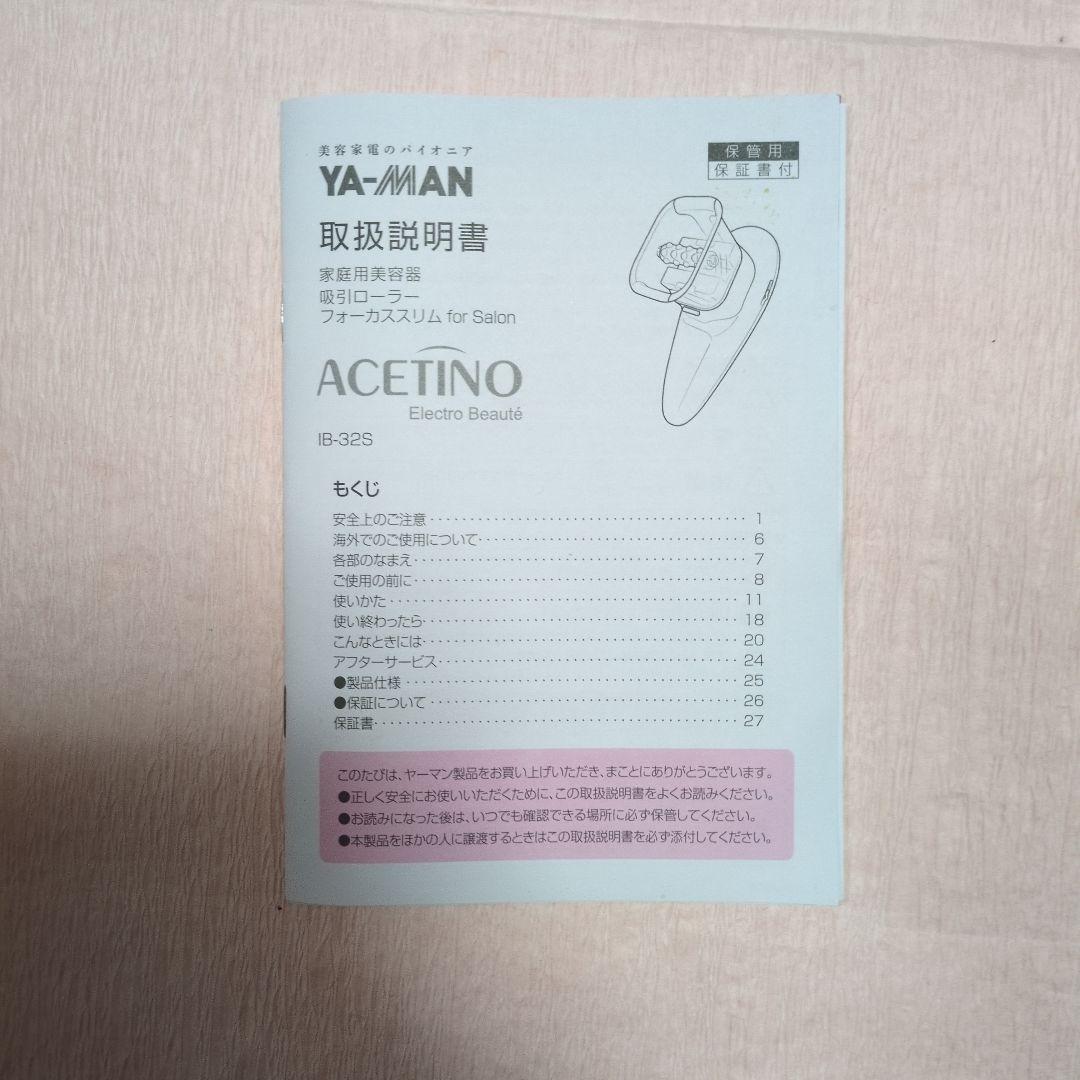 美容家電のパイオニア
YA-MAN
保管用
保証書付
取扱説明書
家庭用美容器
吸引ローラー
フォーカススリム for Salon
ACETINO
Electro Beauté
IB-32S
もくじ
安全上のご注意 1
海外でのご使用について 6
各部のなまえ 7
ご使用の前に 8
使いかた 11
使い終わったら 18
こんなときには 20
アフターサービス 24
●製品仕様 25
●保証について 26
保証書 27
このたびは、ヤーマン製品をお買い上げいただき、まことにありがとうございます。
●正しく安全にお使いいただくために、この取扱説明書をよくお読みください。
●お読みになった後は、いつでも確認できる場所に必ず保管してください。
●本製品をほかの人に譲渡するときはこの取扱説明書を必ず添付してください。